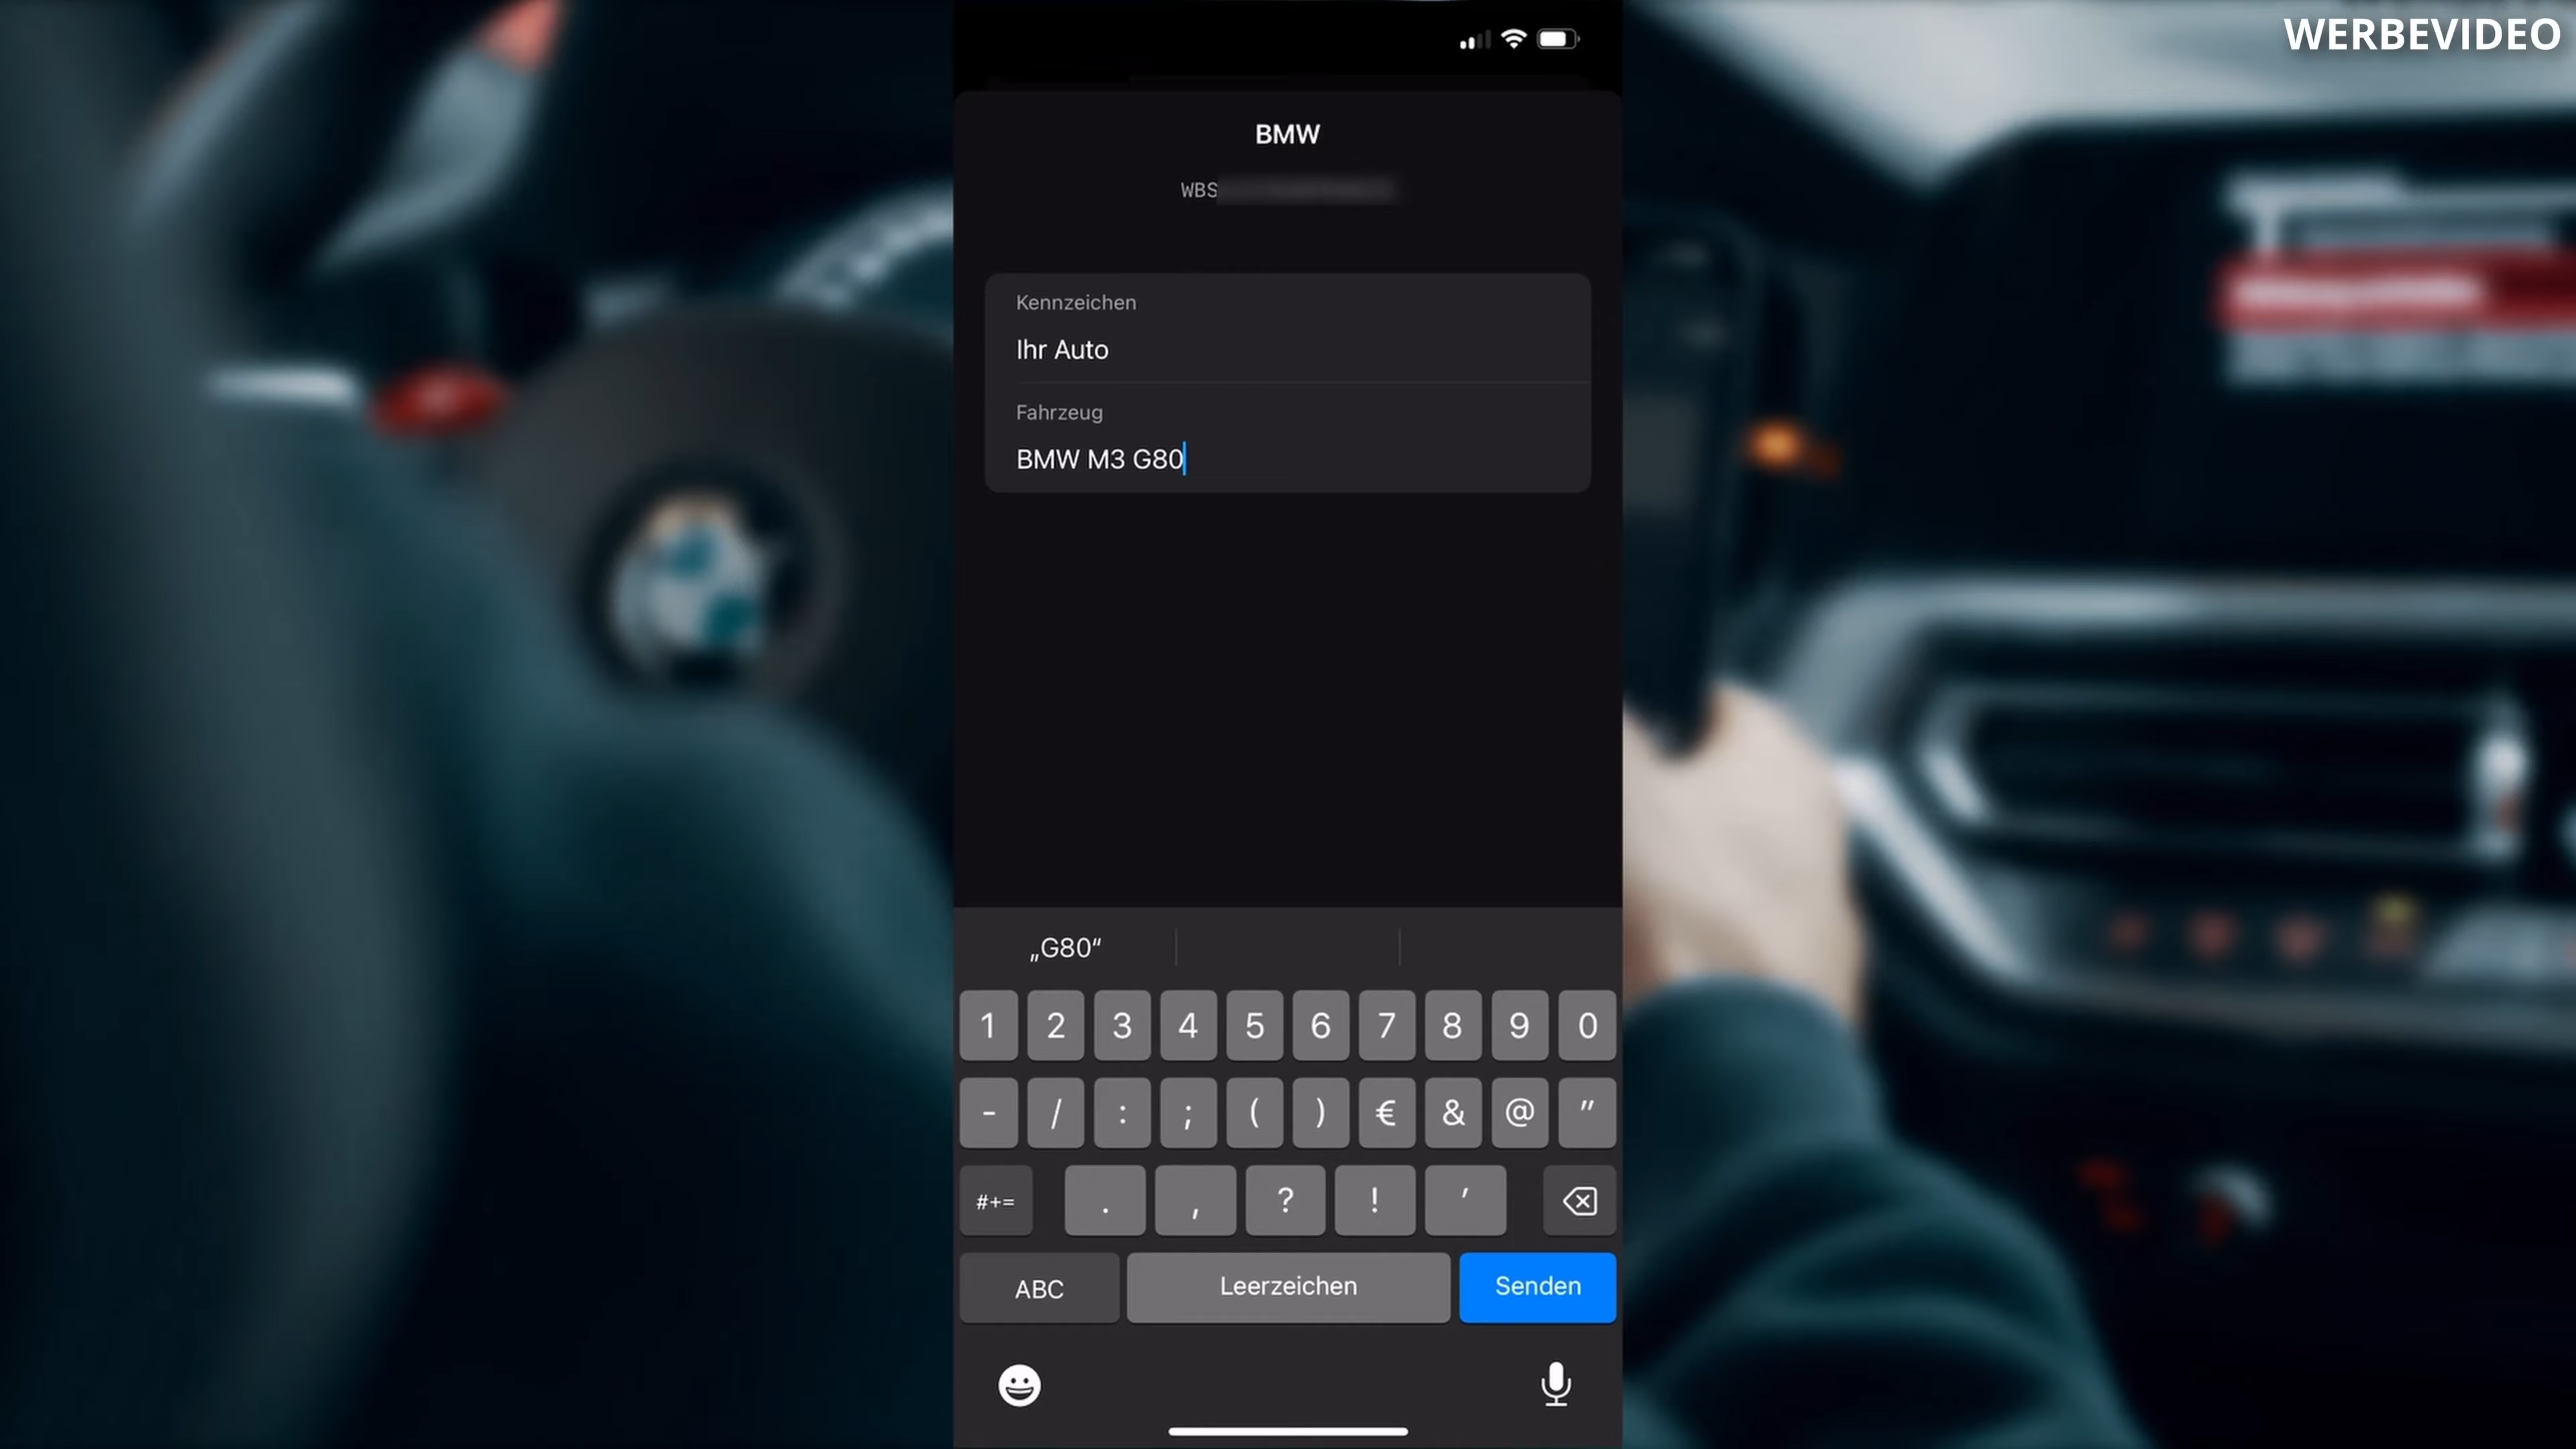 WERBEVIDEO
BMW
WBS
Kennzeichen
Ihr Auto
Fahrzeug
BMW M3 G80
„G80“
1 2 3 4 5 6 7 8 9 0
- / : ; ( ) € & @ "
#+= . , ? ! '
ABC Leerzeichen Senden